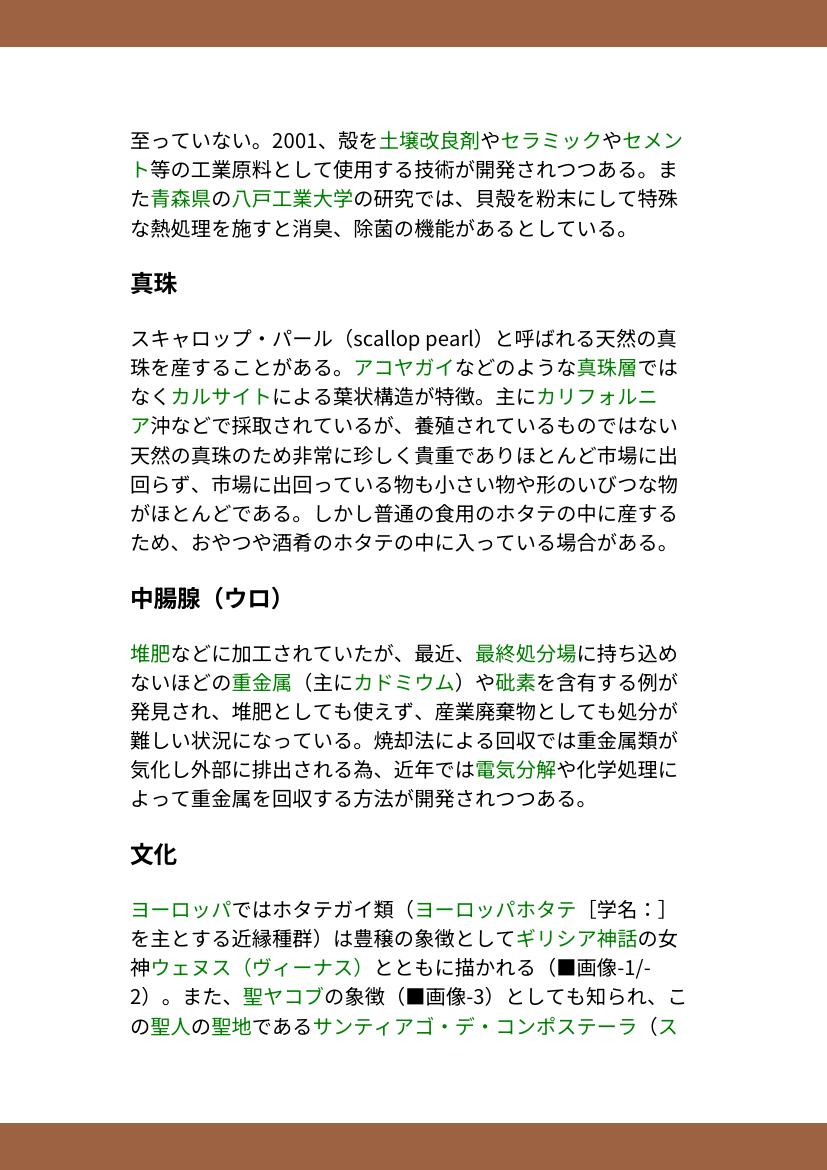 至っていない。2001、殻を土壌改良剤やセラミックやセメン
ト等の工業原料として使用する技術が開発されつつある。ま
た青森県の八戸工業大学の研究では、貝殻を粉末にして特殊
な熱処理を施すと消臭、除菌の機能があるとしている。
真珠
スキャロップ・パール（scallop pearl）と呼ばれる天然の真
珠を産することがある。アコヤガイなどのような真珠層では
なくカルサイトによる葉状構造が特徴。主にカリフォルニ
ア沖などで採取されているが、養殖されているものではない
天然の真珠のため非常に珍しく貴重でありほとんど市場に出
回らず、市場に出回っている物も小さい物や形のいびつな物
がほとんどである。しかし普通の食用のホタテの中に産する
ため、おやつや酒肴のホタテの中に入っている場合がある。
中腸腺（ウロ）
堆肥などに加工されていたが、最近、最終処分場に持ち込め
ないほどの重金属（主にカドミウム）や砒素を含有する例が
発見され、堆肥としても使えず、産業廃棄物としても処分が
難しい状況になっている。焼却法による回収では重金属類が
気化し外部に排出される為、近年では電気分解や化学処理に
よって重金属を回収する方法が開発されつつある。
文化
ヨーロッパではホタテガイ類（ヨーロッパホタテ［学名：］
を主とする近縁種群）は豊穣の象徴としてギリシア神話の女
神ウェヌス（ヴィーナス）とともに描かれる（■画像-1/-
2）。また、聖ヤコブの象徴（■画像-3）としても知られ、こ
の聖人の聖地であるサンティアゴ・デ・コンポステーラ（ス